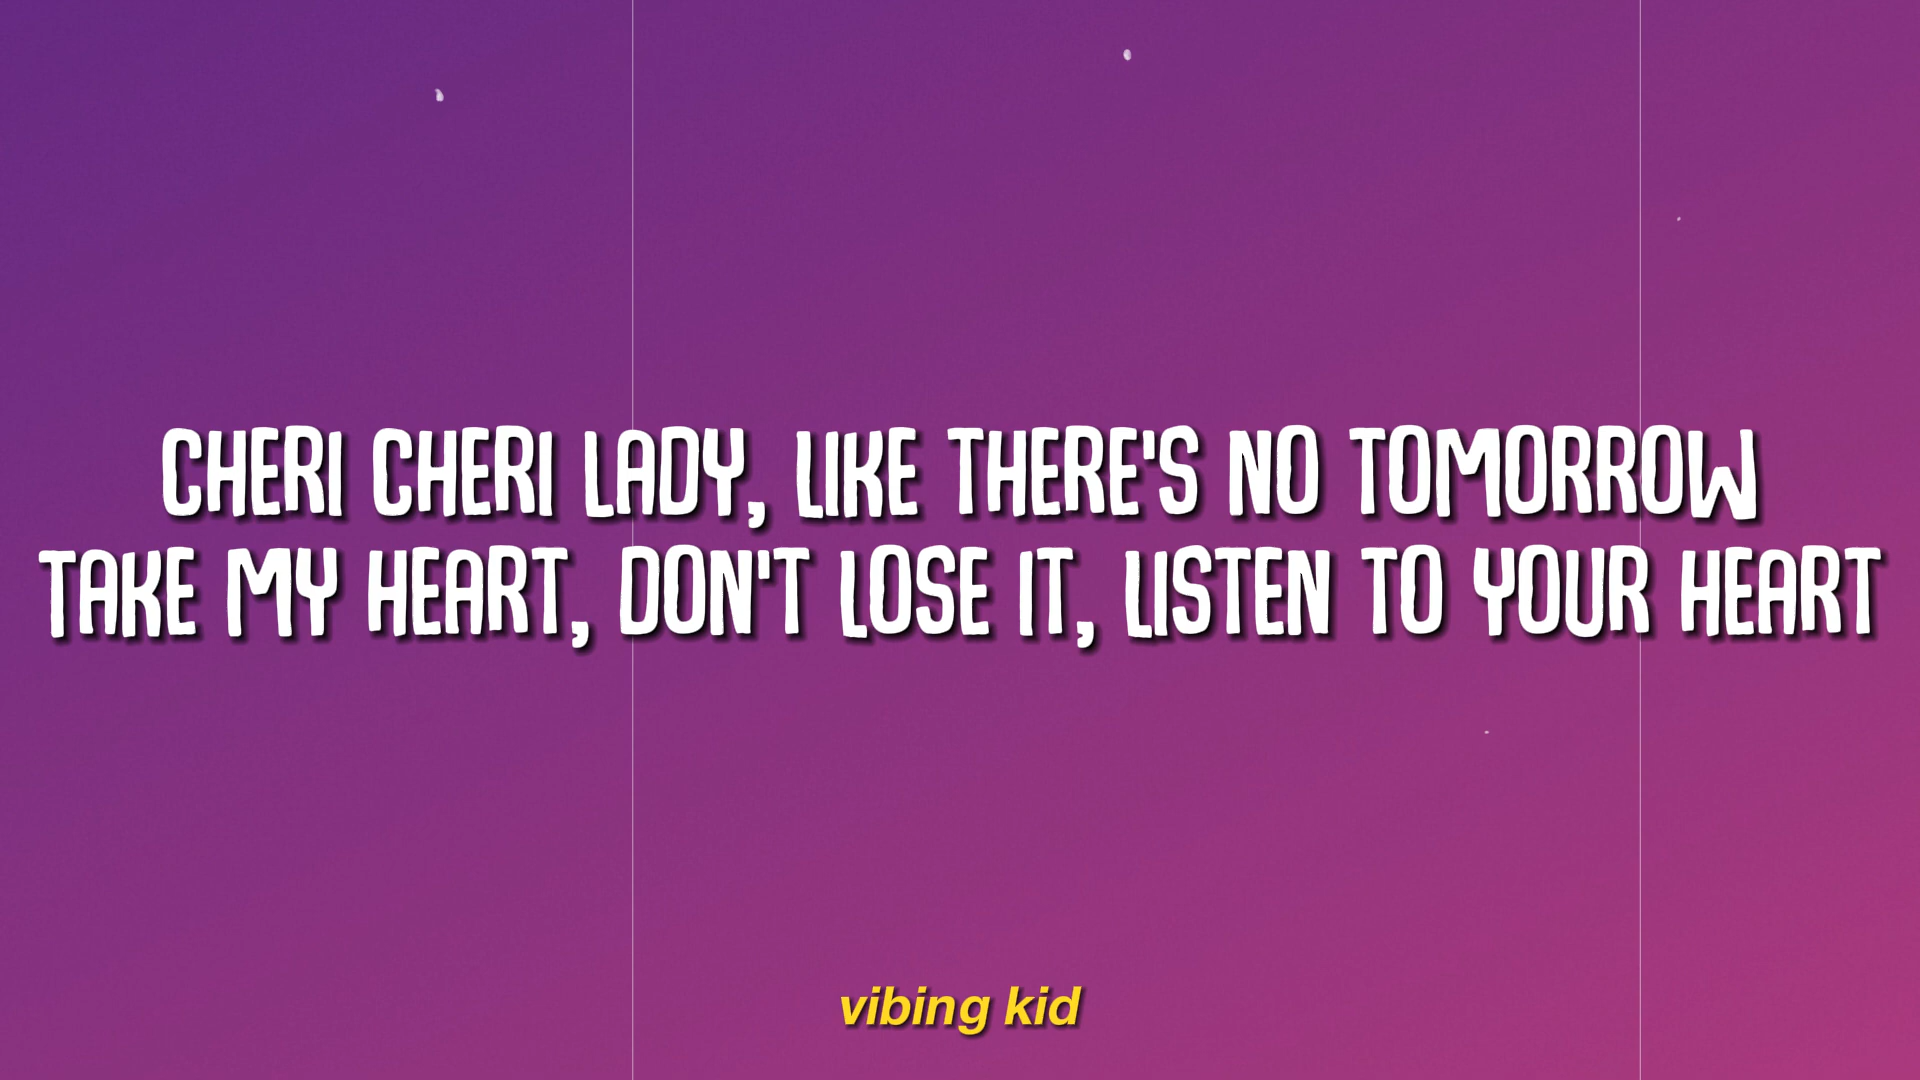 CHERI CHERI LADY, LIKE THERE'S NO TOMORROW
TAKE MY HEART, DON'T LOSE IT, LISTEN TO YOUR HEART
vibing kid